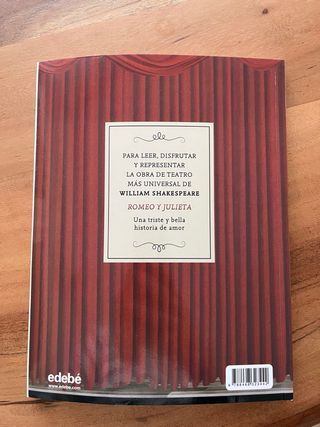 PARA LEER, DISFRUTAR
Y REPRESENTAR
LA OBRA DE TEATRO
MÁS UNIVERSAL DE
WILLIAM SHAKESPEARE
ROMEO Y JULIETA
Una triste y bella
historia de amor
edebé
www.edebe.com